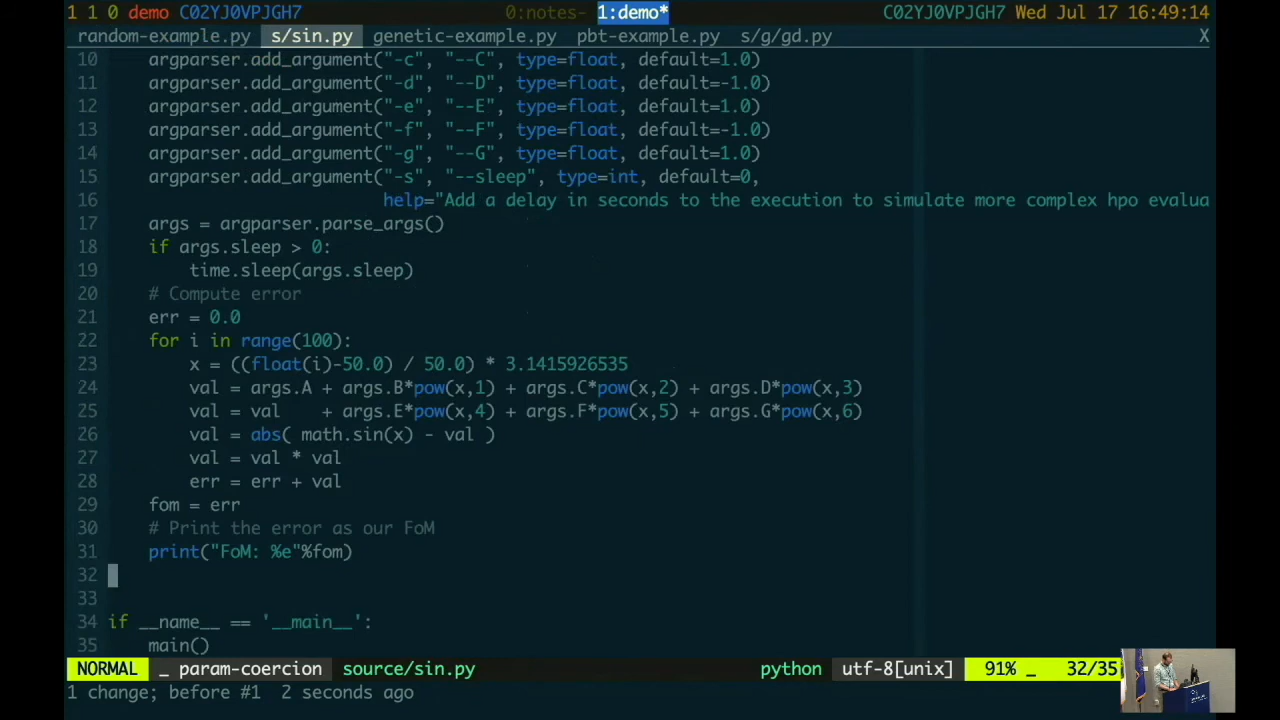 1 1 0 demo C02YJ0VPJGH7 0:notes- 1:demo* C02YJ0VPJGH7 Wed Jul 17 16:49:14
random-example.py s/sin.py genetic-example.py pbt-example.py s/g/gd.py X
10 argparser.add_argument("-c", "--C", type=float, default=1.0)
11 argparser.add_argument("-d", "--D", type=float, default=-1.0)
12 argparser.add_argument("-e", "--E", type=float, default=1.0)
13 argparser.add_argument("-f", "--F", type=float, default=-1.0)
14 argparser.add_argument("-g", "--G", type=float, default=1.0)
15 argparser.add_argument("-s", "--sleep", type=int, default=0,
16 help="Add a delay in seconds to the execution to simulate more complex hpo evalua
17 args = argparser.parse_args()
18 if args.sleep > 0:
19 time.sleep(args.sleep)
20 # Compute error
21 err = 0.0
22 for i in range(100):
23 x = ((float(i)-50.0) / 50.0) * 3.1415926535
24 val = args.A + args.B*pow(x,1) + args.C*pow(x,2) + args.D*pow(x,3)
25 val = val + args.E*pow(x,4) + args.F*pow(x,5) + args.G*pow(x,6)
26 val = abs( math.sin(x) - val )
27 val = val * val
28 err = err + val
29 fom = err
30 # Print the error as our FoM
31 print("FoM: %e"%fom)
32
33
34 if __name__ == '__main__':
35 main()
NORMAL _ param-coercion source/sin.py python utf-8[unix] 91% _ 32/35
1 change; before #1 2 seconds ago